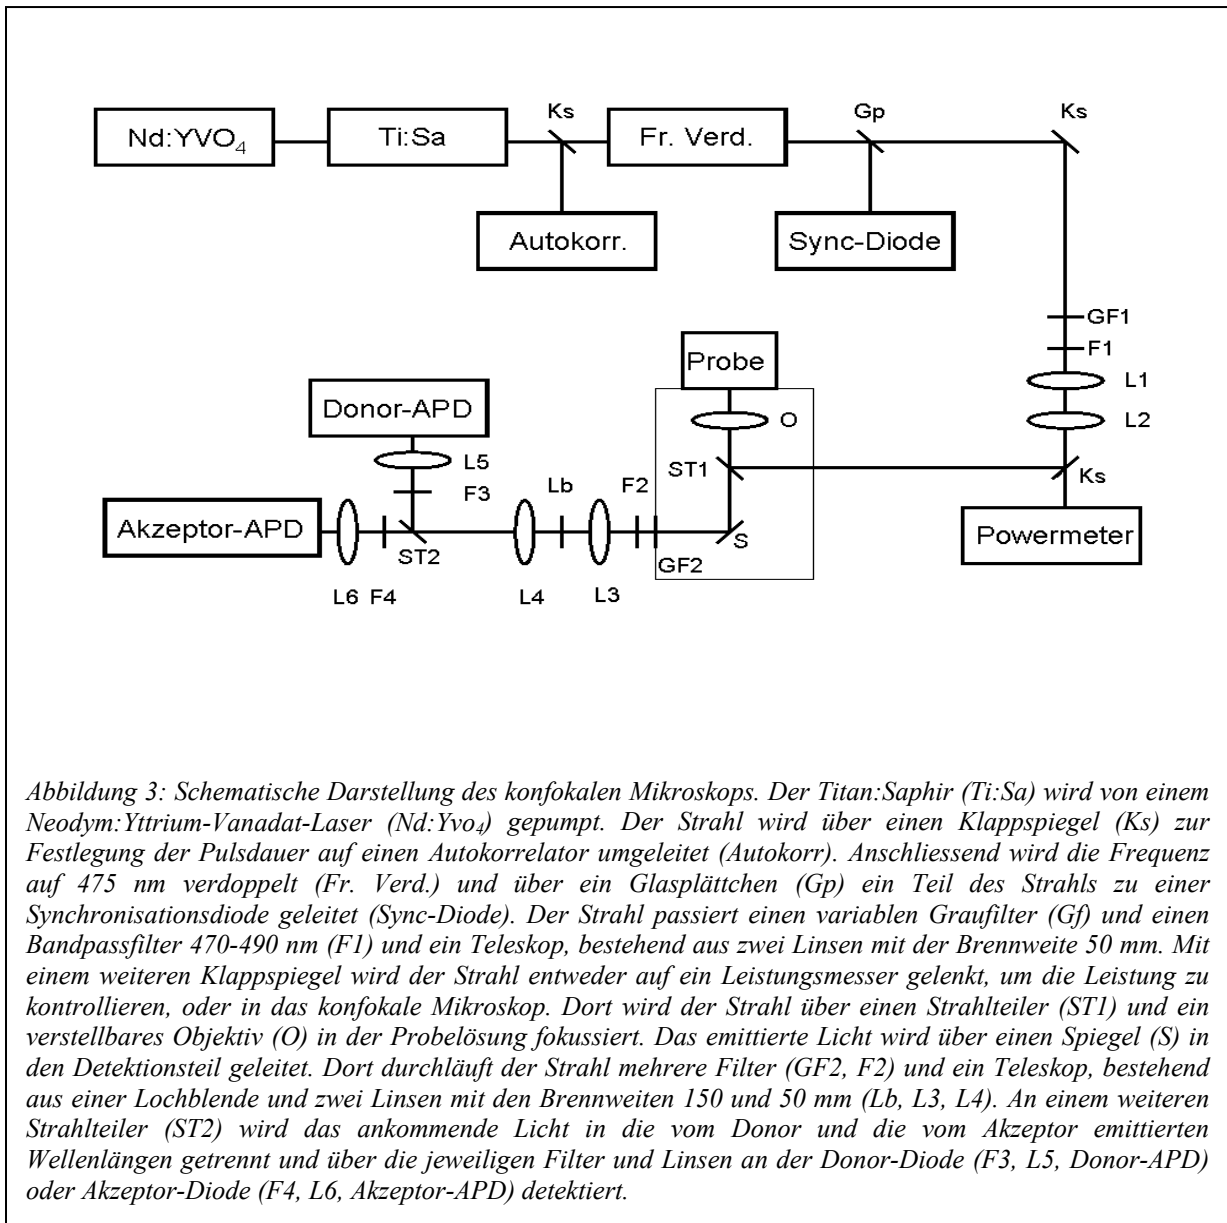 Ks
Gp
Ks
Nd:YVO4
Ti:Sa
Fr. Verd.
Autokorr.
Sync-Diode
GF1
F1
L1
L2
Ks
Powermeter
Probe
O
ST1
S
Donor-APD
L5
F3
Lb
F2
GF2
Akzeptor-APD
ST2
L6 F4
L4
L3
Abbildung 3: Schematische Darstellung des konfokalen Mikroskops. Der Titan:Saphir (Ti:Sa) wird von einem
Neodym:Yttrium-Vanadat-Laser (Nd:Yvo4) gepumpt. Der Strahl wird über einen Klappspiegel (Ks) zur
Festlegung der Pulsdauer auf einen Autokorrelator umgeleitet (Autokorr). Anschliessend wird die Frequenz
auf 475 nm verdoppelt (Fr. Verd.) und über ein Glasplättchen (Gp) ein Teil des Strahls zu einer
Synchronisationsdiode geleitet (Sync-Diode). Der Strahl passiert einen variablen Graufilter (Gf) und einen
Bandpassfilter 470-490 nm (F1) und ein Teleskop, bestehend aus zwei Linsen mit der Brennweite 50 mm. Mit
einem weiteren Klappspiegel wird der Strahl entweder auf ein Leistungsmesser gelenkt, um die Leistung zu
kontrollieren, oder in das konfokale Mikroskop. Dort wird der Strahl über einen Strahlteiler (ST1) und ein
verstellbares Objektiv (O) in der Probelösung fokussiert. Das emittierte Licht wird über einen Spiegel (S) in
den Detektionsteil geleitet. Dort durchläuft der Strahl mehrere Filter (GF2, F2) und ein Teleskop, bestehend
aus einer Lochblende und zwei Linsen mit den Brennweiten 150 und 50 mm (Lb, L3, L4). An einem weiteren
Strahlteiler (ST2) wird das ankommende Licht in die vom Donor und die vom Akzeptor emittierten
Wellenlängen getrennt und über die jeweiligen Filter und Linsen an der Donor-Diode (F3, L5, Donor-APD)
oder Akzeptor-Diode (F4, L6, Akzeptor-APD) detektiert.